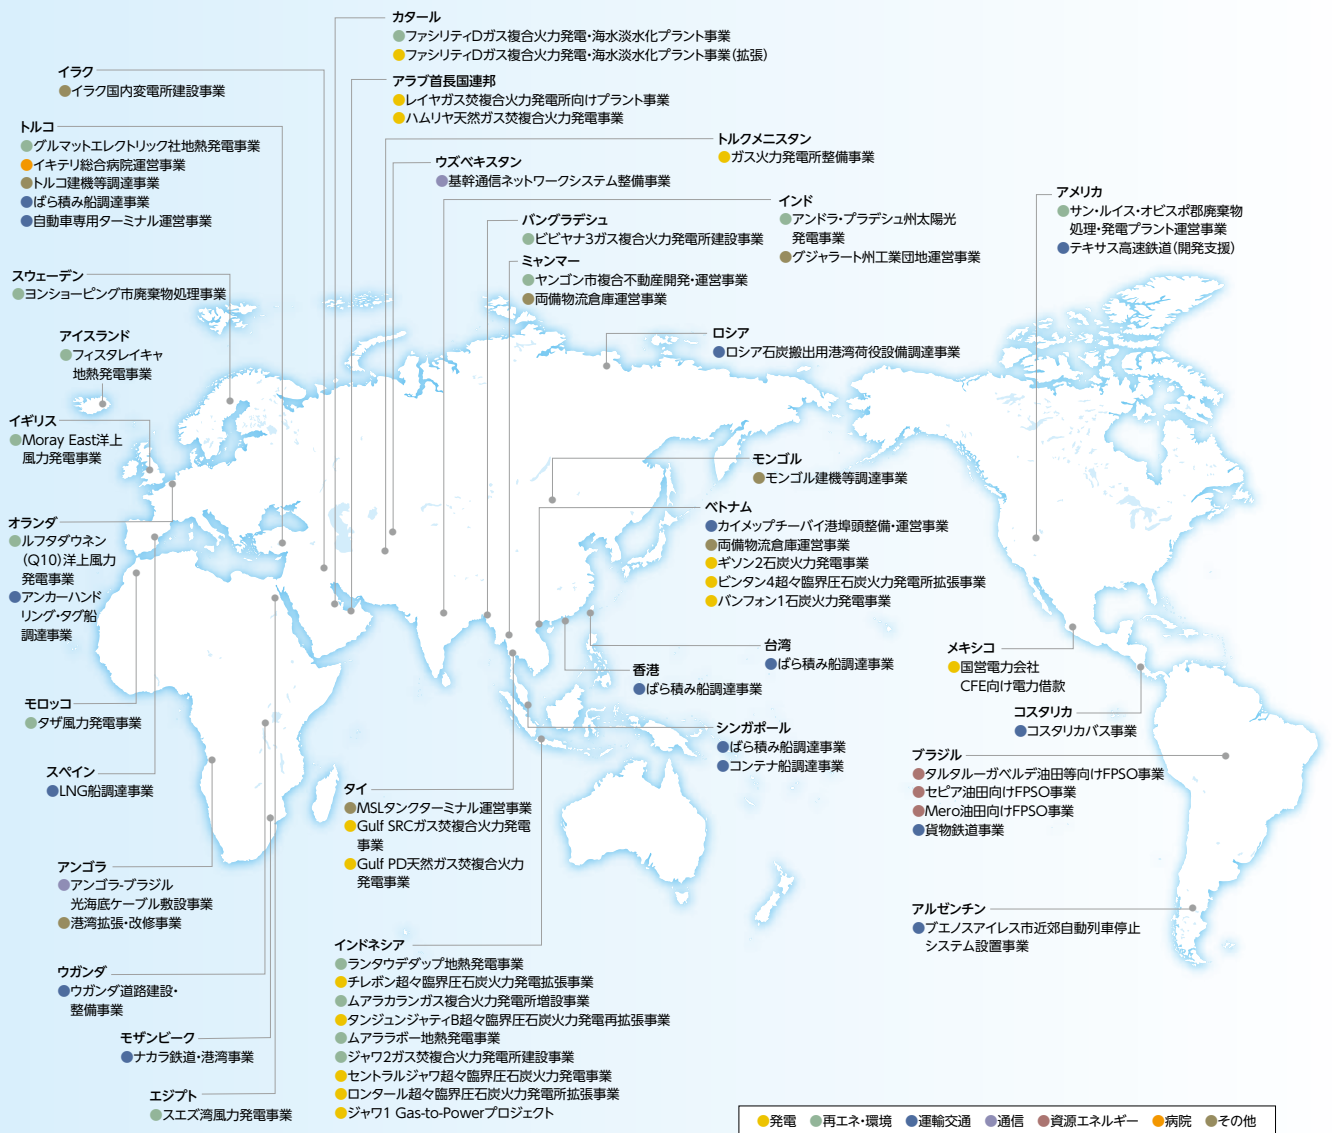 カタール
ファシリティDガス複合火力発電・海水淡水化プラント事業
ファシリティDガス複合火力発電・海水淡水化プラント事業(拡張)
イラク
イラク国内変電所建設事業
アラブ首長国連邦
レイヤガス焚複合火力発電所向けプラント事業
ハムリヤ天然ガス焚複合火力発電事業
トルコ
グルマットエレクトリック社地熱発電事業
イキテリ総合病院運営事業
トルコ建機等調達事業
ばら積み船調達事業
自動車専用ターミナル運営事業
トルクメニスタン
ガス火力発電所整備事業
ウズベキスタン
基幹通信ネットワークシステム整備事業
インド
アンドラ・プラデシュ州太陽光
発電事業
グジャラート州工業団地運営事業
アメリカ
サン・ルイス・オビスポ郡廃棄物
処理・発電プラント運営事業
テキサス高速鉄道(開発支援)
バングラデシュ
ビビヤナ3ガス複合火力発電所建設事業
ミャンマー
ヤンゴン市複合不動産開発・運営事業
両備物流倉庫運営事業
スウェーデン
ヨンショーピング市廃棄物処理事業
アイスランド
フィスタレイキャ
地熱発電事業
ロシア
ロシア石炭搬出用港湾荷役設備調達事業
イギリス
Moray East洋上
風力発電事業
モンゴル
モンゴル建機等調達事業
オランダ
ルフタダウネン
(Q10)洋上風力
発電事業
アンカーハンド
リング・タグ船
調達事業
ベトナム
カイメップチーバイ港埠頭整備・運営事業
両備物流倉庫運営事業
ギソン2石炭火力発電事業
ビンタン4超々臨界圧石炭火力発電所拡張事業
バンフォン1石炭火力発電事業
台湾
ばら積み船調達事業
香港
ばら積み船調達事業
メキシコ
国営電力会社
CFE向け電力借款
コスタリカ
コスタリカバス事業
モロッコ
タザ風力発電事業
シンガポール
ばら積み船調達事業
コンテナ船調達事業
ブラジル
タルタルーガベルデ油田等向けFPSO事業
セピア油田向けFPSO事業
Mero油田向けFPSO事業
貨物鉄道事業
スペイン
LNG船調達事業
タイ
MSLタンクターミナル運営事業
Gulf SRCガス焚複合火力発電
事業
Gulf PD天然ガス焚複合火力
発電事業
アンゴラ
アンゴラ-ブラジル
光海底ケーブル敷設事業
港湾拡張・改修事業
アルゼンチン
ブエノスアイレス市近郊自動列車停止
システム設置事業
インドネシア
ランタウデダップ地熱発電事業
チレボン超々臨界圧石炭火力発電拡張事業
ムアラカランガス複合火力発電所増設事業
タンジュンジャティB超々臨界圧石炭火力発電再拡張事業
ムアララボー地熱発電事業
ジャワ2ガス焚複合火力発電所建設事業
セントラルジャワ超々臨界圧石炭火力発電事業
ロンタール超々臨界圧石炭火力発電所拡張事業
ジャワ1 Gas-to-Powerプロジェクト
ウガンダ
ウガンダ道路建設・
整備事業
モザンビーク
ナカラ鉄道・港湾事業
エジプト
スエズ湾風力発電事業
発電 再エネ・環境 運輸交通 通信 資源エネルギー 病院 その他